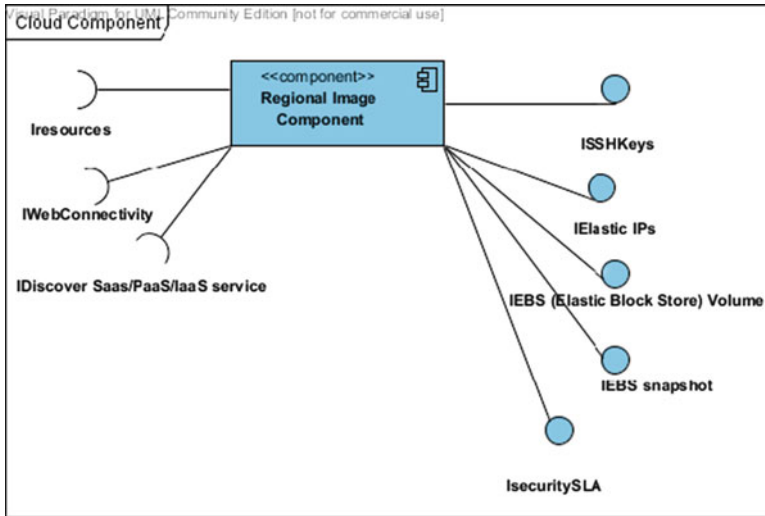 Visual Paradigm for UML Community Edition [not for commercial use]
Cloud Component
<<component>>
Regional Image
Component
Iresources
ISSHKeys
IWebConnectivity
IElastic IPs
IDiscover Saas/PaaS/IaaS service
IEBS (Elastic Block Store) Volume
IEBS snapshot
IsecuritySLA